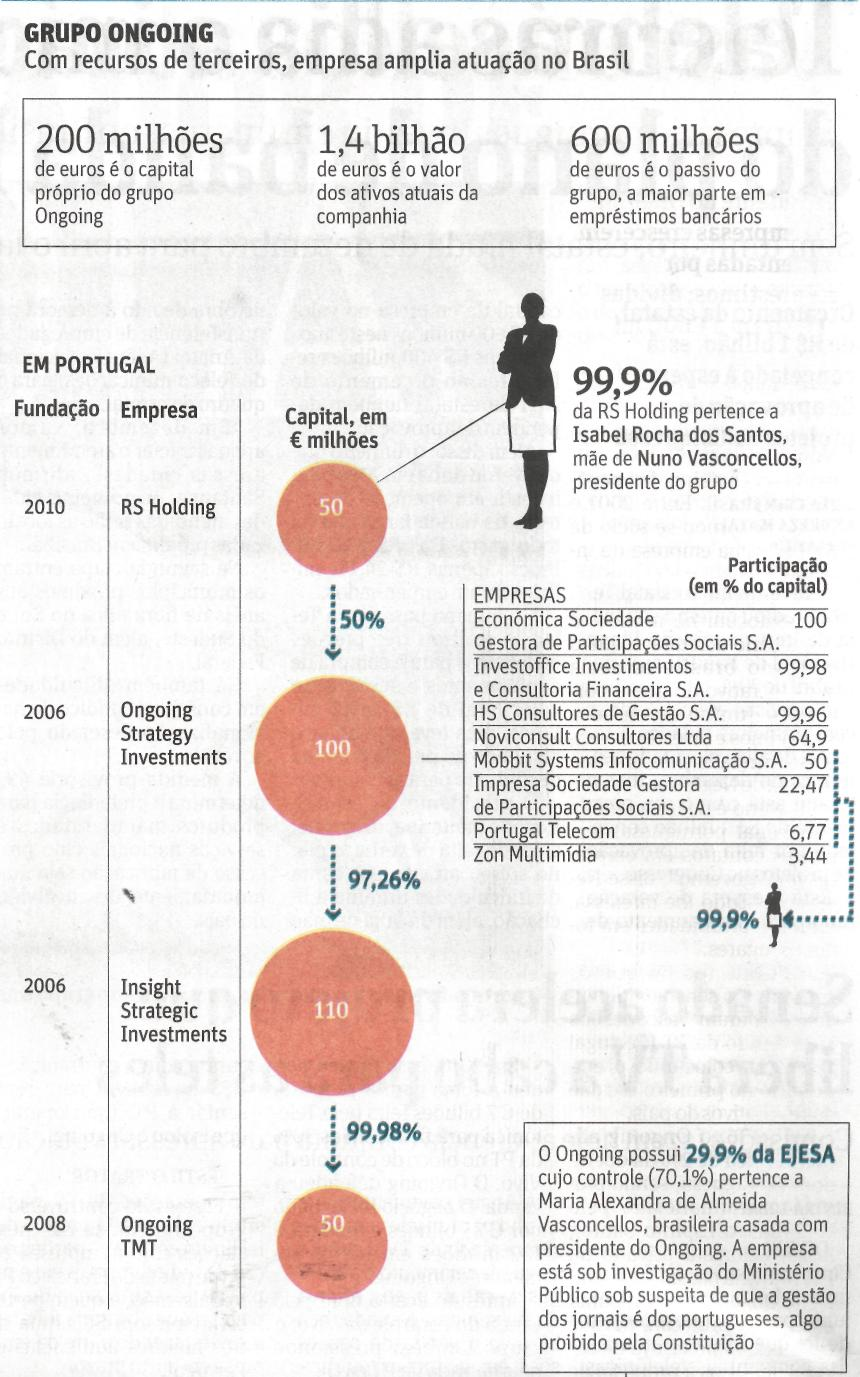 GRUPO ONGOING
Com recursos de terceiros, empresa amplia atuação no Brasil
200 milhões
de euros é o capital
próprio do grupo
Ongoing
1,4 bilhão
de euros é o valor
dos ativos atuais da
companhia
600 milhões
de euros é o passivo do
grupo, a maior parte em
empréstimos bancários
EM PORTUGAL
Fundação Empresa
Capital, em
€ milhões
99,9%
da RS Holding pertence a
Isabel Rocha dos Santos,
mãe de Nuno Vasconcellos,
presidente do grupo
2010 RS Holding 50
50%
2006 Ongoing
Strategy
Investments
100
Participação
(em % do capital)
EMPRESAS
Económica Sociedade 100
Gestora de Participações Sociais S.A.
Investoffice Investimentos 99,98
e Consultoria Financeira S.A.
HS Consultores de Gestão S.A. 99,96
Noviconsult Consultores Ltda 64,9
Mobbit Systems Infocomunicação S.A. 50
Impresa Sociedade Gestora 22,47
de Participações Sociais S.A.
Portugal Telecom 6,77
Zon Multimídia 3,44
99,9%
97,26%
2006 Insight
Strategic
Investments
110
99,98%
2008 Ongoing
TMT
50
O Ongoing possui 29,9% da EJESA
cujo controle (70,1%) pertence a
Maria Alexandra de Almeida
Vasconcellos, brasileira casada com
presidente do Ongoing. A empresa
está sob investigação do Ministério
Público sob suspeita de que a gestão
dos jornais é dos portugueses, algo
proibido pela Constituição